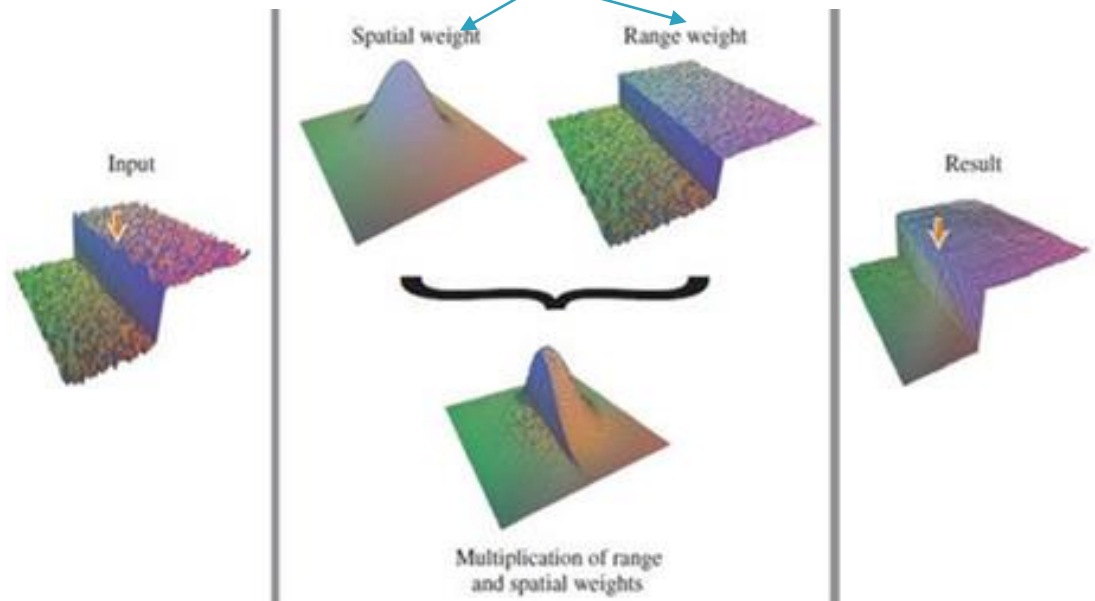 Spatial weight
Range weight
Input
Result
Multiplication of range
and spatial weights